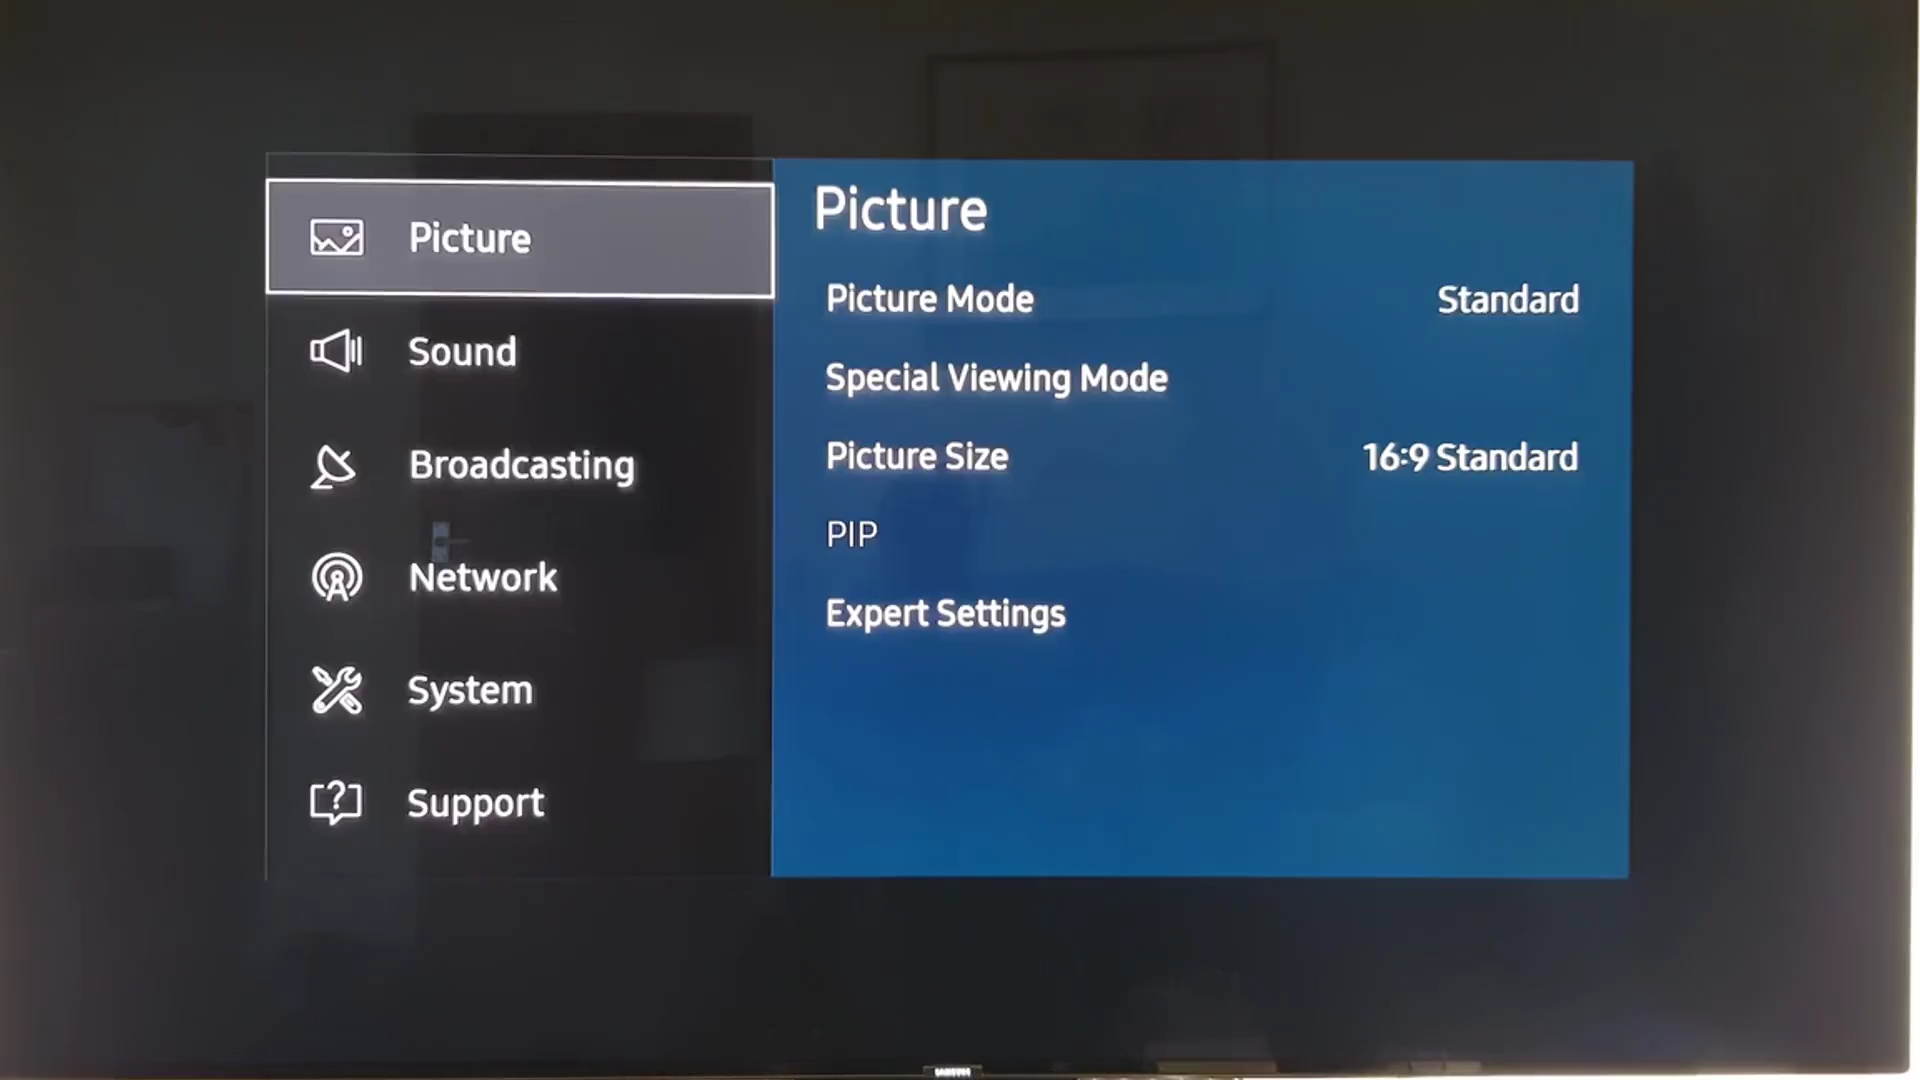 Picture
Sound
Broadcasting
Network
System
Support
Picture
Picture Mode Standard
Special Viewing Mode
Picture Size 16:9 Standard
PIP
Expert Settings
SAMSUNG